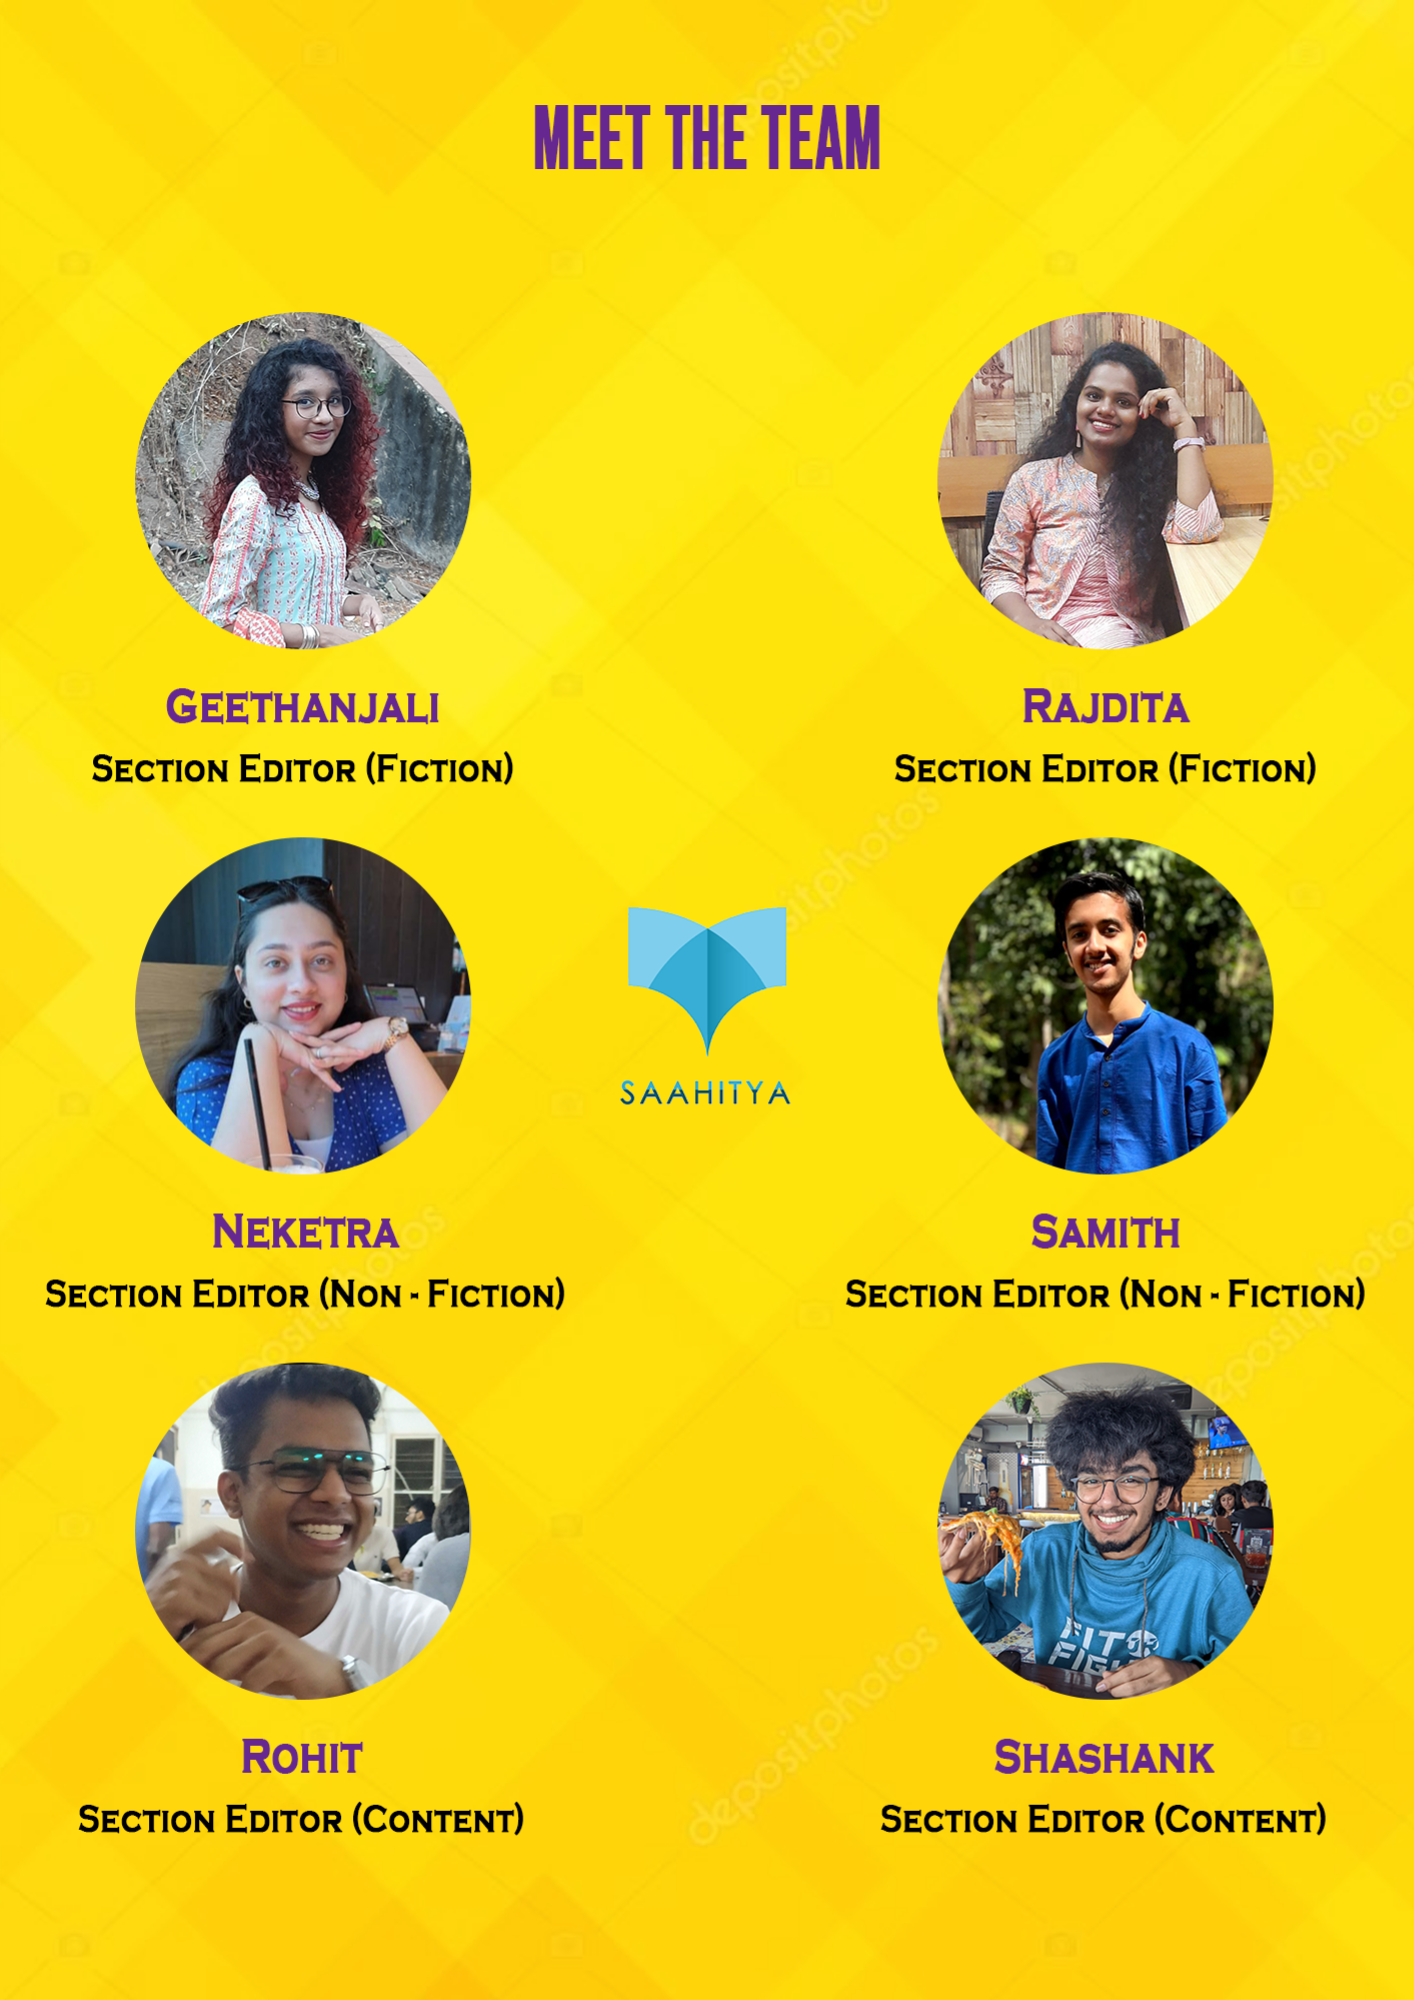 MEET THE TEAM
GEETHANJALI
SECTION EDITOR (FICTION)
RAJDITA
SECTION EDITOR (FICTION)
NEKETRA
SECTION EDITOR (NON - FICTION)
SAAHITYA
SAMITH
SECTION EDITOR (NON - FICTION)
ROHIT
SECTION EDITOR (CONTENT)
FIT
SHASHANK
SECTION EDITOR (CONTENT)
depositphotos